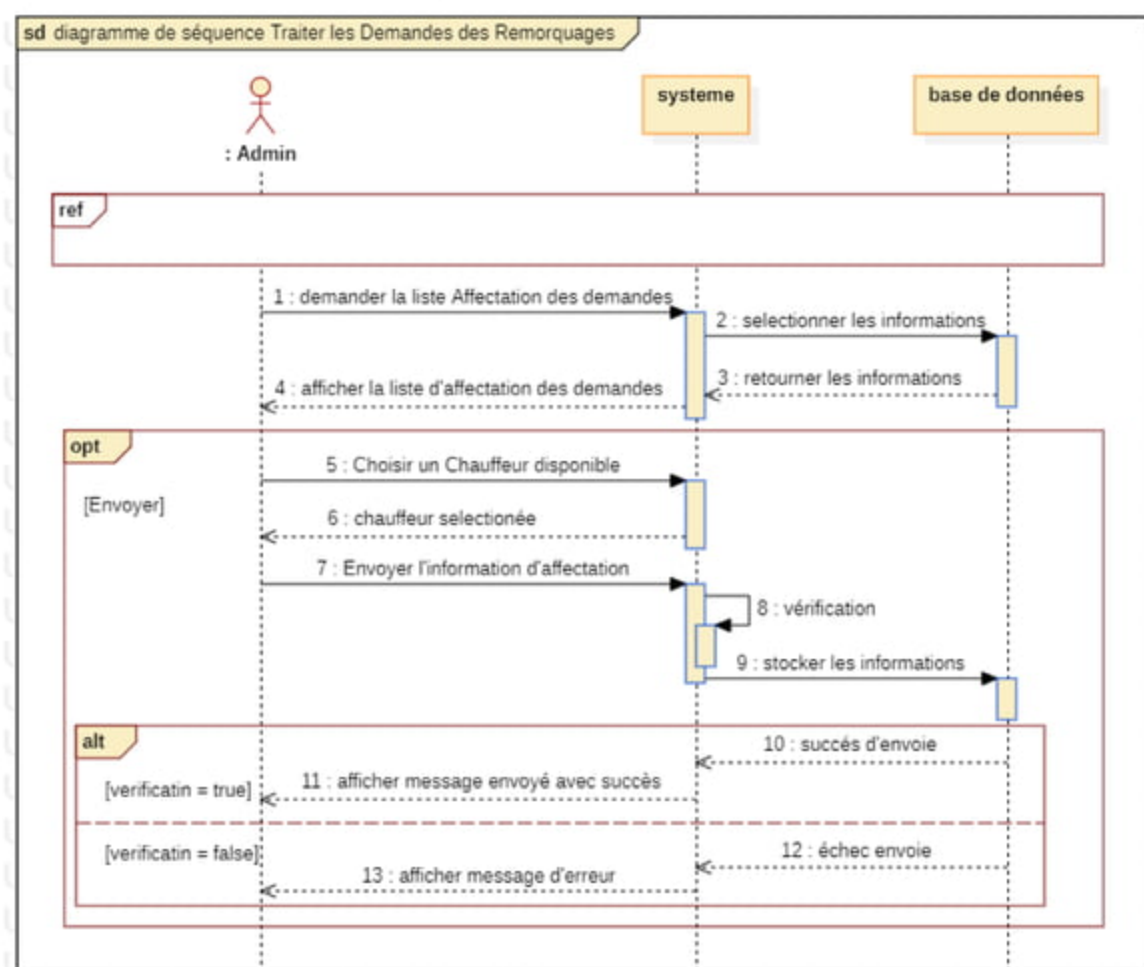 sd diagramme de séquence Traiter les Demandes des Remorquages
systeme
base de données
: Admin
ref
1 : demander la liste Affectation des demandes
2 : selectionner les informations
3 : retourner les informations
4 : afficher la liste d'affectation des demandes
opt
5 : Choisir un Chauffeur disponible
[Envoyer]
6 : chauffeur selectionée
7 : Envoyer l'information d'affectation
8 : vérification
9 : stocker les informations
alt
10 : succés d'envoie
11 : afficher message envoyé avec succès
[verificatin = true]
12 : échec envoie
[verificatin = false]
13 : afficher message d'erreur